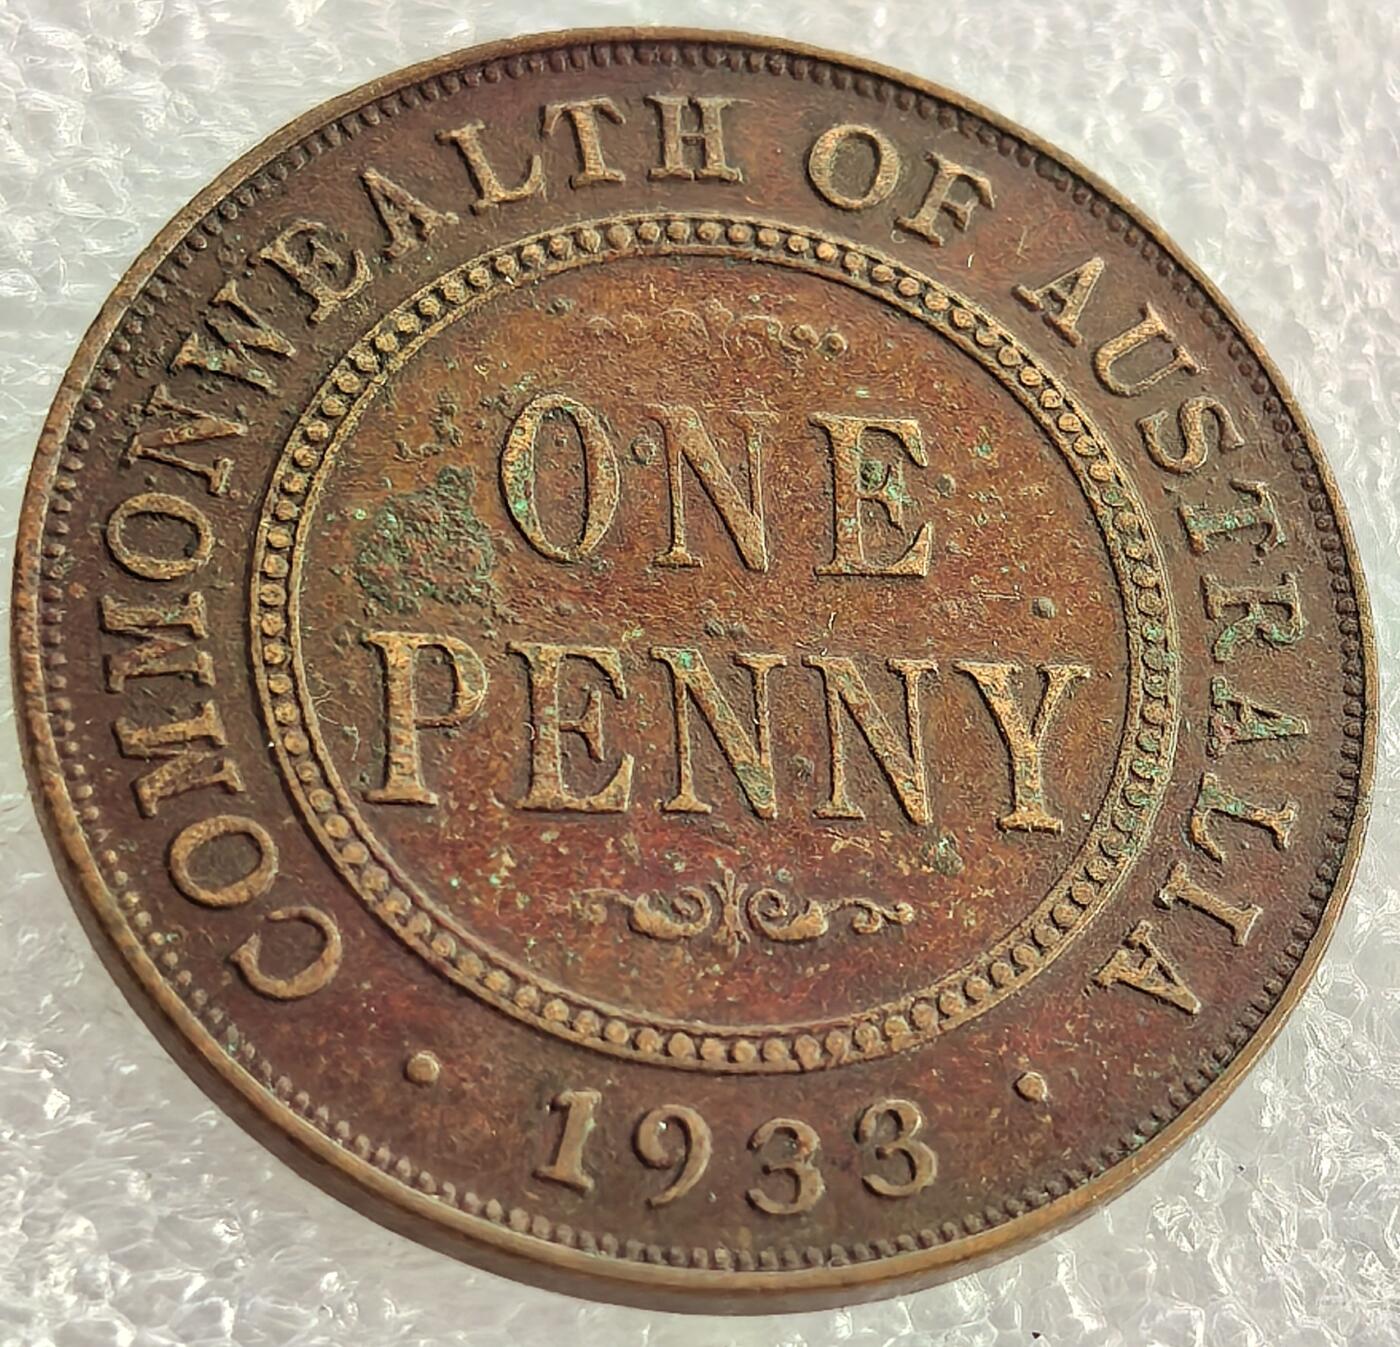 COMMONWEALTH OF AUSTRALIA
ONE
PENNY
1933